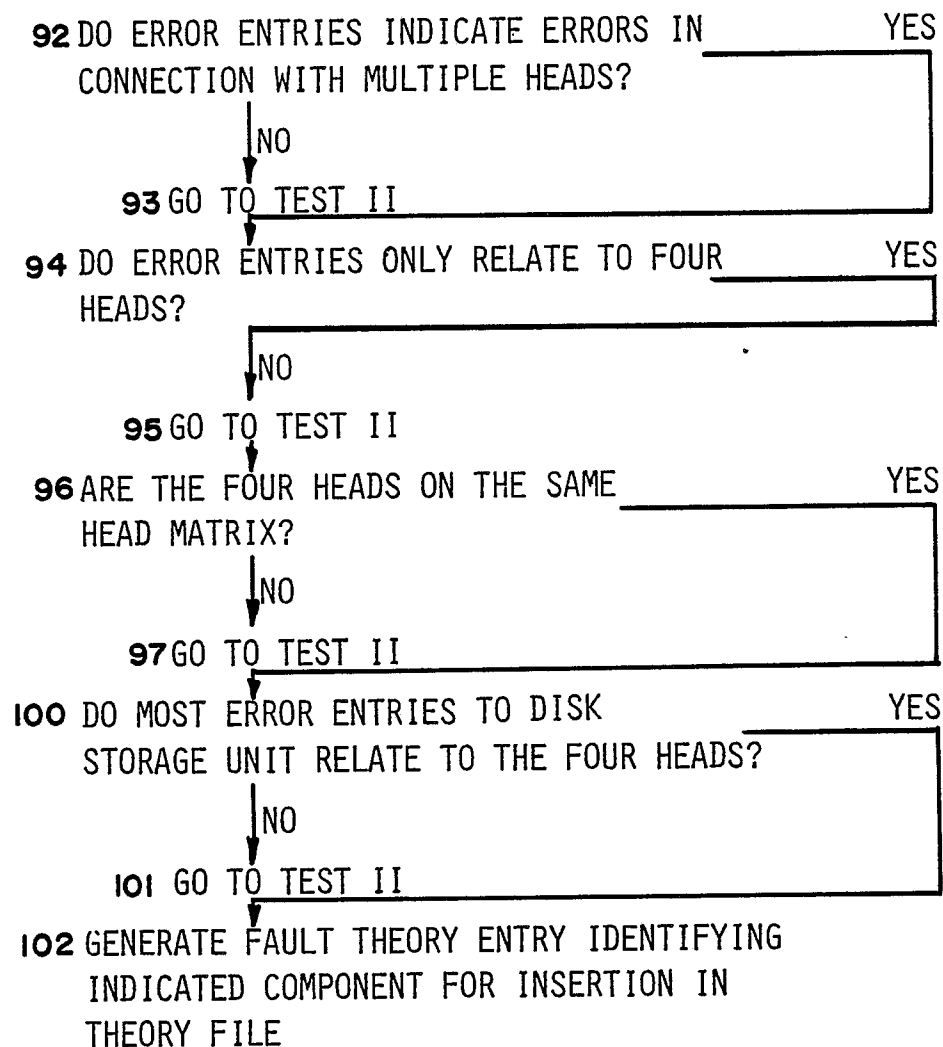 92 DO ERROR ENTRIES INDICATE ERRORS IN YES
CONNECTION WITH MULTIPLE HEADS?
NO
93 GO TO TEST II
94 DO ERROR ENTRIES ONLY RELATE TO FOUR YES
HEADS?
NO
95 GO TO TEST II
96 ARE THE FOUR HEADS ON THE SAME YES
HEAD MATRIX?
NO
97 GO TO TEST II
100 DO MOST ERROR ENTRIES TO DISK YES
STORAGE UNIT RELATE TO THE FOUR HEADS?
NO
101 GO TO TEST II
102 GENERATE FAULT THEORY ENTRY IDENTIFYING
INDICATED COMPONENT FOR INSERTION IN
THEORY FILE